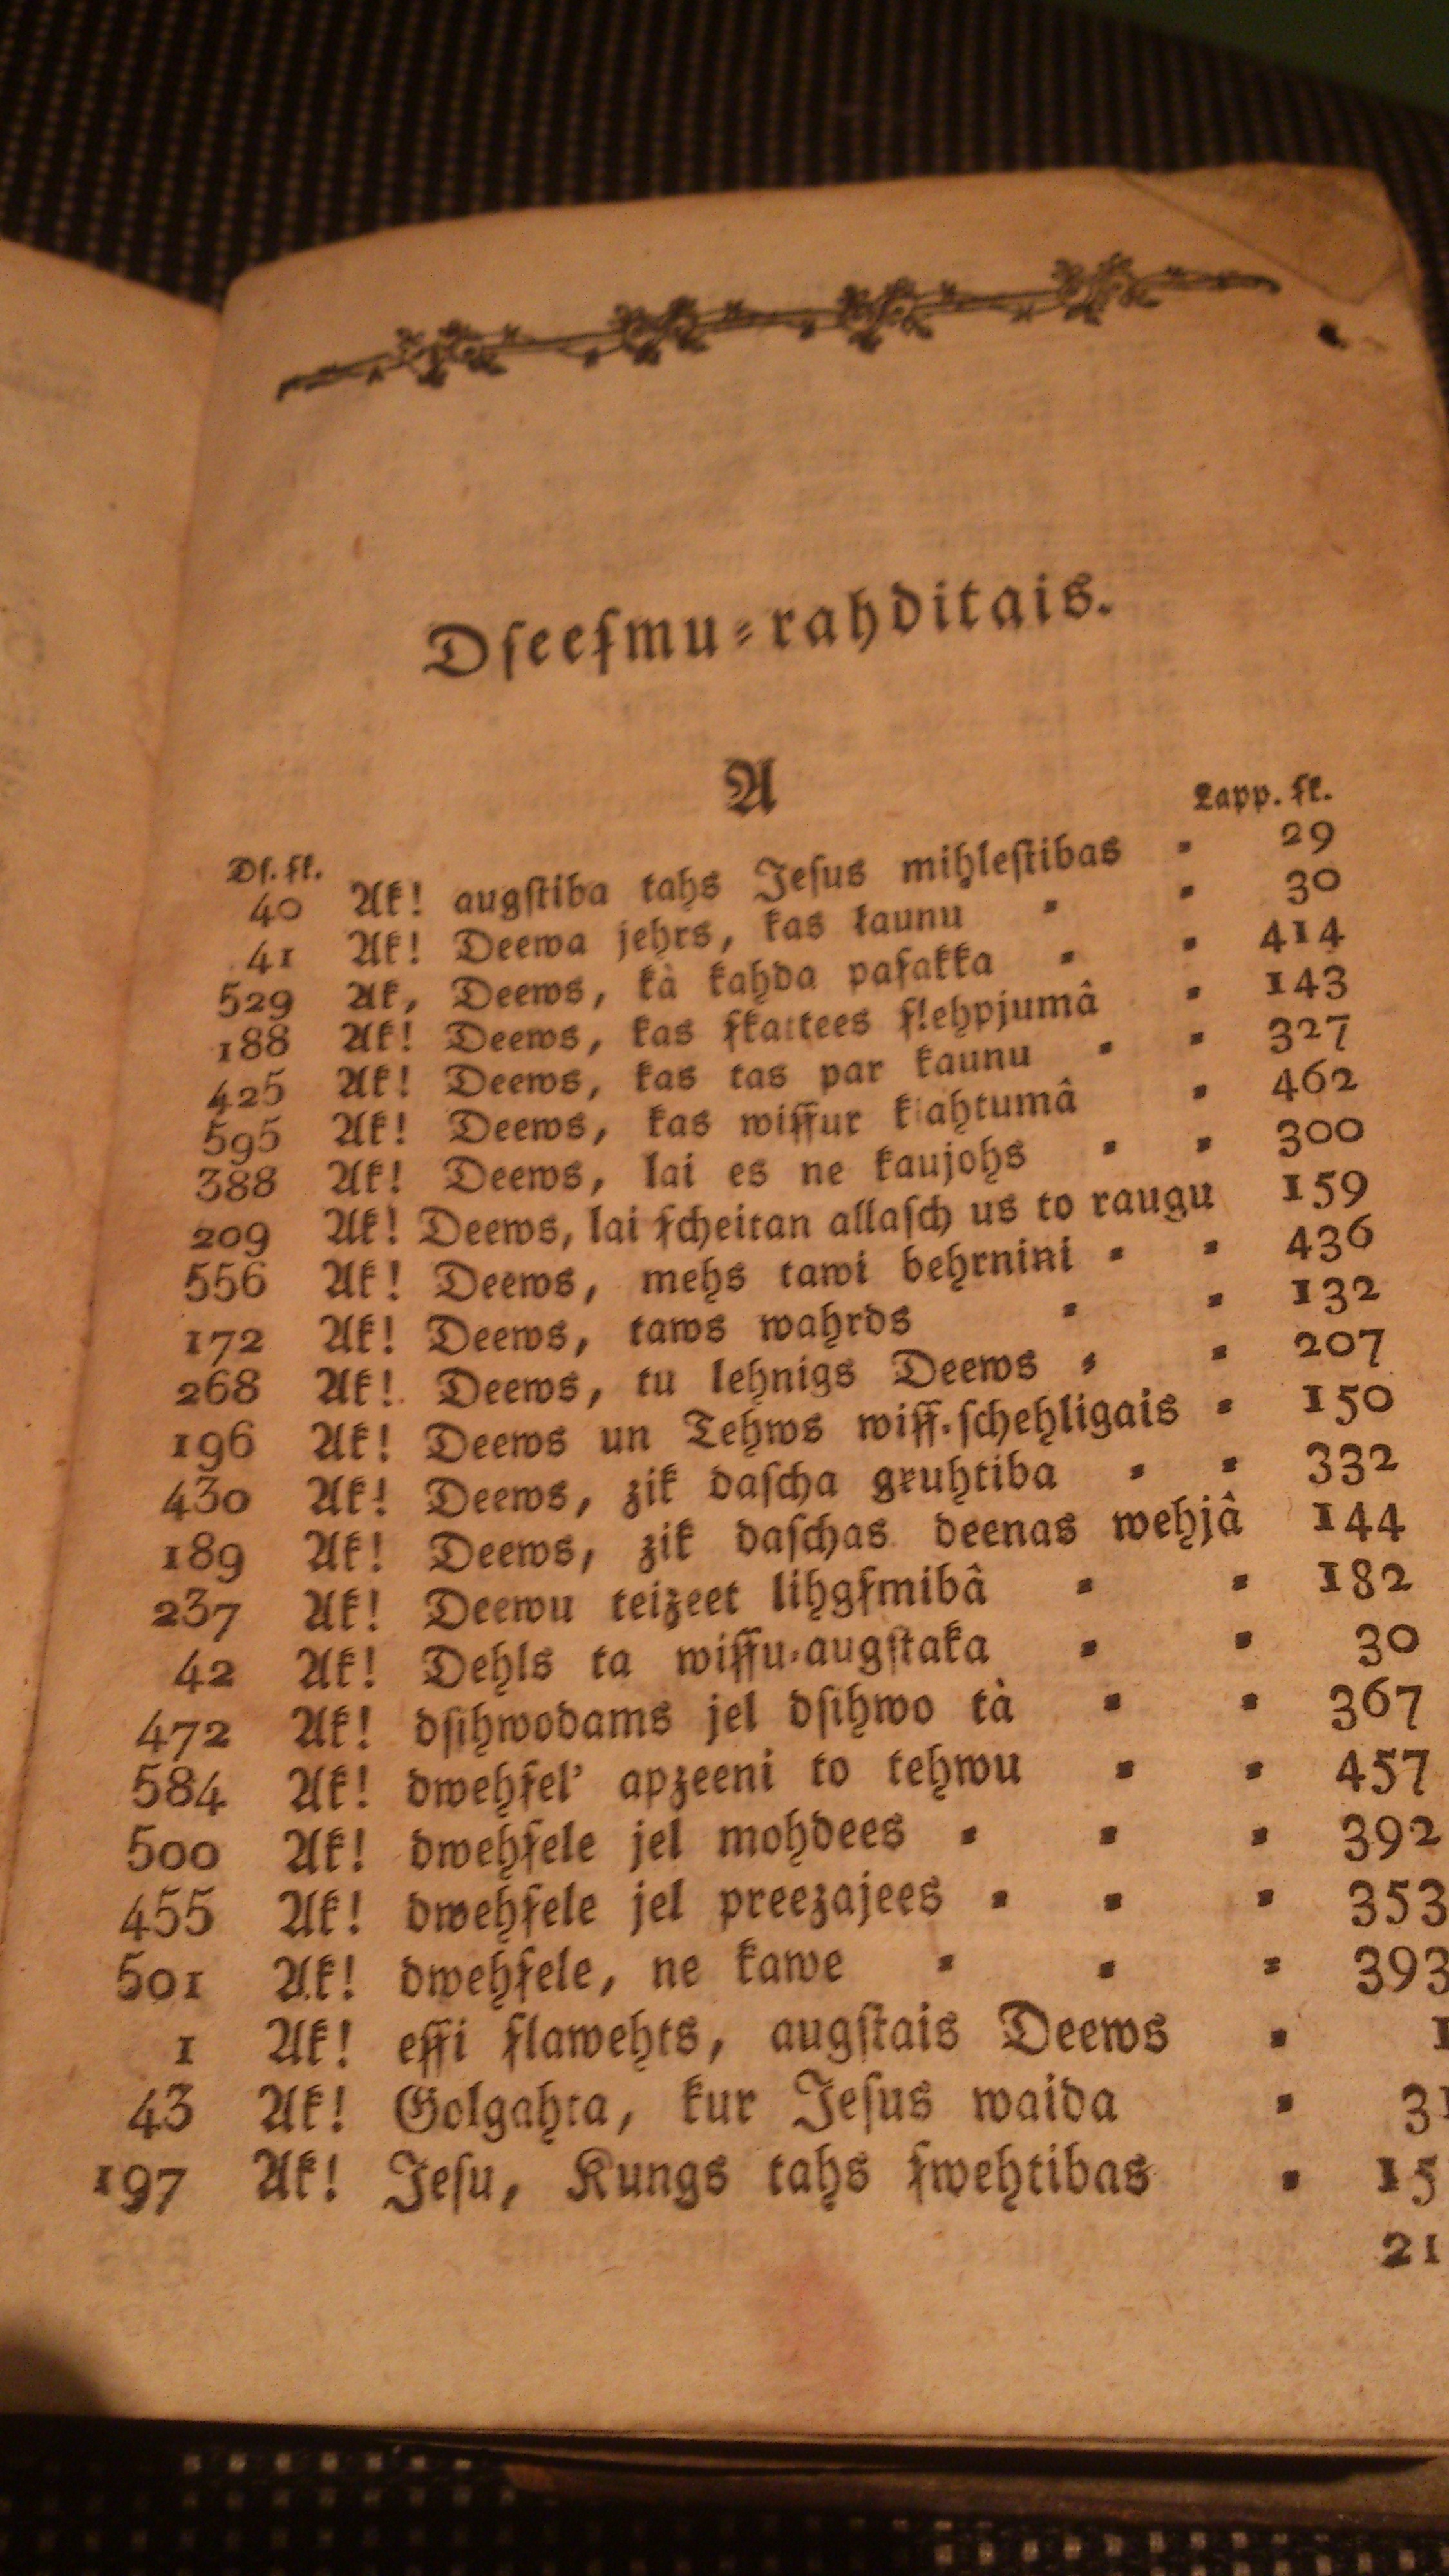 Dſeeſmu-rahditais.
A
Dſ. ſk. Lapp. ſk.
40 Ak! augſtiba tahs Jeſus mihleſtibas - 29
41 Ak! Deewa jehrs, kas kaunu - - 30
529 Ak, Deews, kà kahda paſakka - - 414
188 Ak! Deews, kas ſkattees ſlehpjumâ - 143
425 Ak! Deews, kas tas par kaunu - - 327
595 Ak! Deews, kas wiſſur klahtumâ - 462
388 Ak! Deews, lai es ne kaujohs - - 300
209 Ak! Deews, lai ſcheitan allaſch us to raugu 159
556 Ak! Deews, mehs tawi behrnini - - 436
172 Ak! Deews, taws wahrds - - 132
268 Ak! Deews, tu lehnigs Deews - - 207
196 Ak! Deews un Tehws wiſſ-ſchehligais - 150
430 Ak! Deews, zik daſcha gruhtiba - - 332
189 Ak! Deews, zik daſchas deenas wehjâ 144
237 Ak! Deewu teizeet lihgſmibâ - - 182
42 Ak! Dehls ta wiſſu-augſtaka - - 30
472 Ak! dſihwodams jel dſihwo tà - - 367
584 Ak! dwehſel' apzeeni to tehwu - - 457
500 Ak! dwehſele jel mohdees - - - 392
455 Ak! dwehſele jel preezajees - - - 353
501 Ak! dwehſele, ne kawe - - - 393
1 Ak! eſſi ſlawehts, augſtais Deews - 1
43 Ak! Golgahta, kur Jeſus waida - 31
197 Ak! Jeſu, Kungs tahs ſwehtibas - 15
21